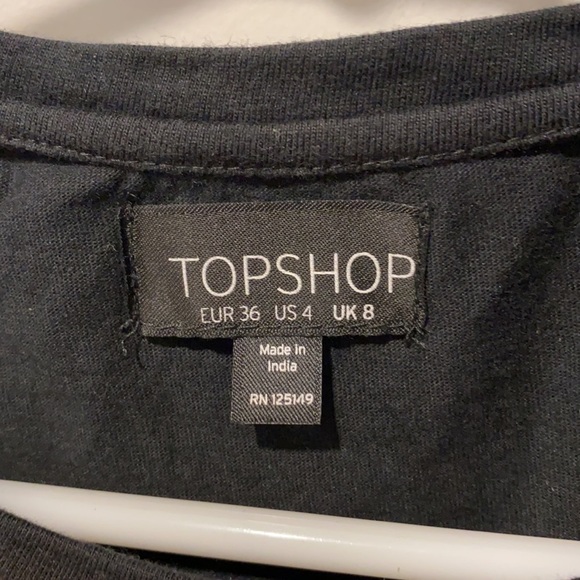 TOPSHOP
EUR 36 US 4 UK 8
Made in
India
RN 125149